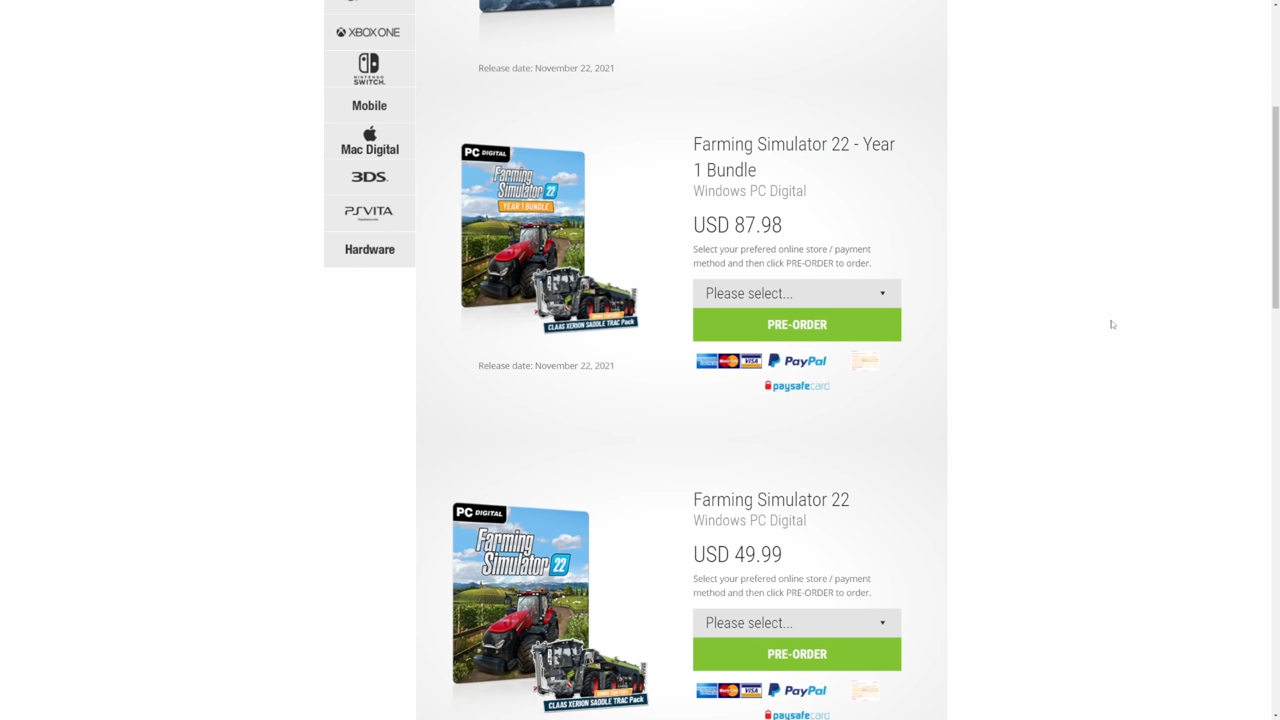 XBOX ONE
NINTENDO
SWITCH
Mobile
Mac Digital
3DS
PSVITA
Hardware
Release date: November 22, 2021
PC DIGITAL
Farming
Simulator 22
YEAR 1 BUNDLE
CLAAS XERION SADDLE TRAC Pack
Release date: November 22, 2021
Farming Simulator 22 - Year
1 Bundle
Windows PC Digital
USD 87.98
Select your prefered online store / payment
method and then click PRE-ORDER to order.
Please select...
PRE-ORDER
VISA PayPal
paysafecard
PC DIGITAL
Farming
Simulator 22
CLAAS XERION SADDLE TRAC Pack
Farming Simulator 22
Windows PC Digital
USD 49.99
Select your prefered online store / payment
method and then click PRE-ORDER to order.
Please select...
PRE-ORDER
VISA PayPal
paysafecard